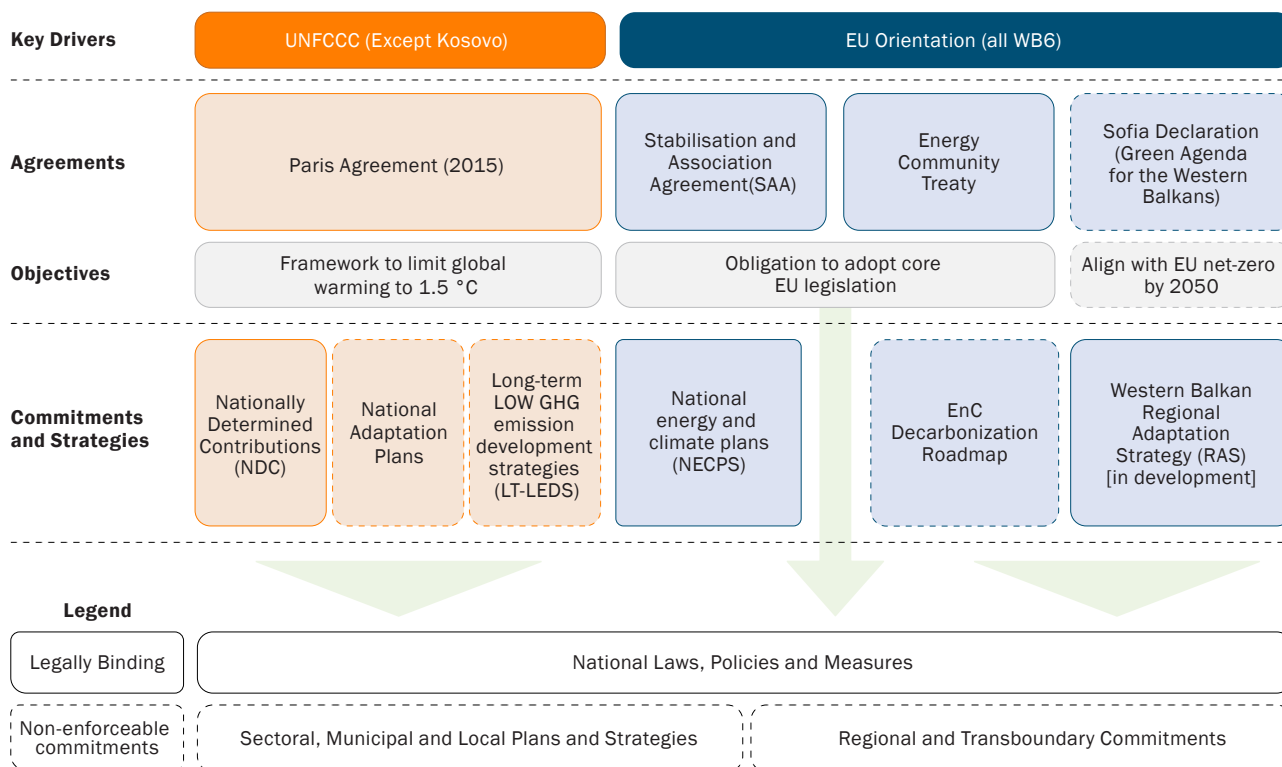 Key Drivers
UNFCCC (Except Kosovo)
EU Orientation (all WB6)
Agreements
Paris Agreement (2015)
Stabilisation and
Association
Agreement(SAA)
Energy
Community
Treaty
Sofia Declaration
(Green Agenda
for the Western
Balkans)
Objectives
Framework to limit global
warming to 1.5 °C
Obligation to adopt core
EU legislation
Align with EU net-zero
by 2050
Commitments
and Strategies
Nationally
Determined
Contributions
(NDC)
National
Adaptation
Plans
Long-term
LOW GHG
emission
development
strategies
(LT-LEDS)
National
energy and
climate plans
(NECPS)
EnC
Decarbonization
Roadmap
Western Balkan
Regional
Adaptation
Strategy (RAS)
[in development]
Legend
Legally Binding
National Laws, Policies and Measures
Non-enforceable
commitments
Sectoral, Municipal and Local Plans and Strategies
Regional and Transboundary Commitments